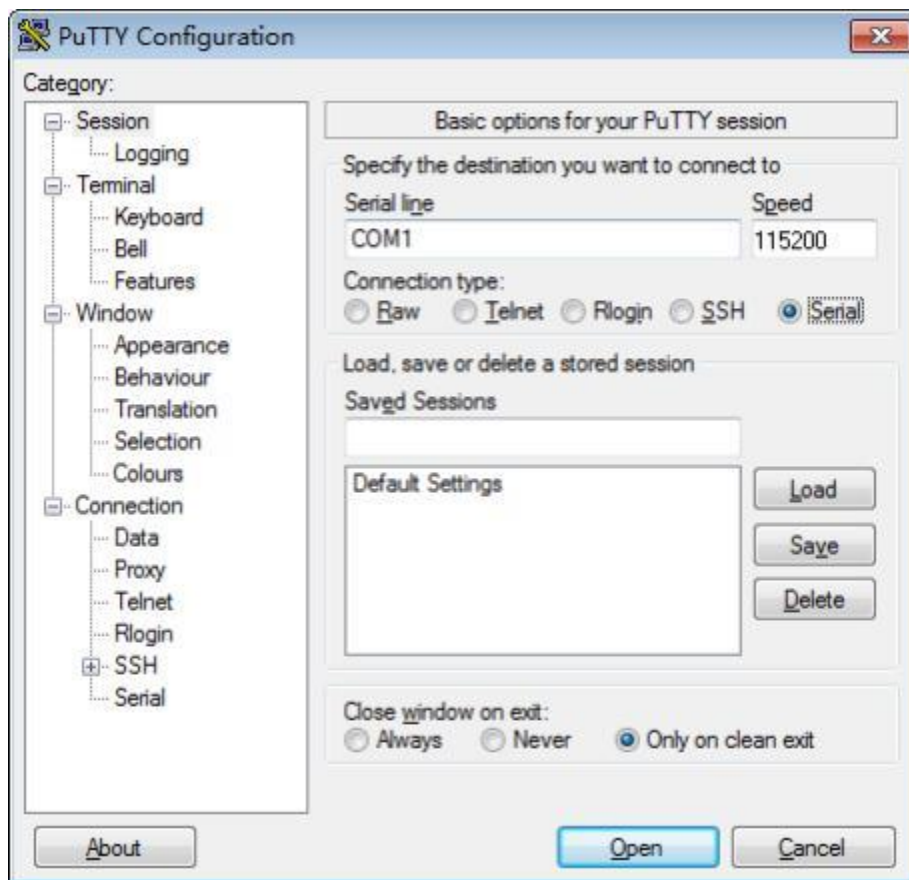 PuTTY Configuration
Category:
Session
Logging
Terminal
Keyboard
Bell
Features
Window
Appearance
Behaviour
Translation
Selection
Colours
Connection
Data
Proxy
Telnet
Rlogin
SSH
Serial
Basic options for your PuTTY session
Specify the destination you want to connect to
Serial line Speed
COM1 115200
Connection type:
Raw Telnet Rlogin SSH Serial
Load, save or delete a stored session
Saved Sessions
Default Settings
Load
Save
Delete
Close window on exit:
Always Never Only on clean exit
About Open Cancel